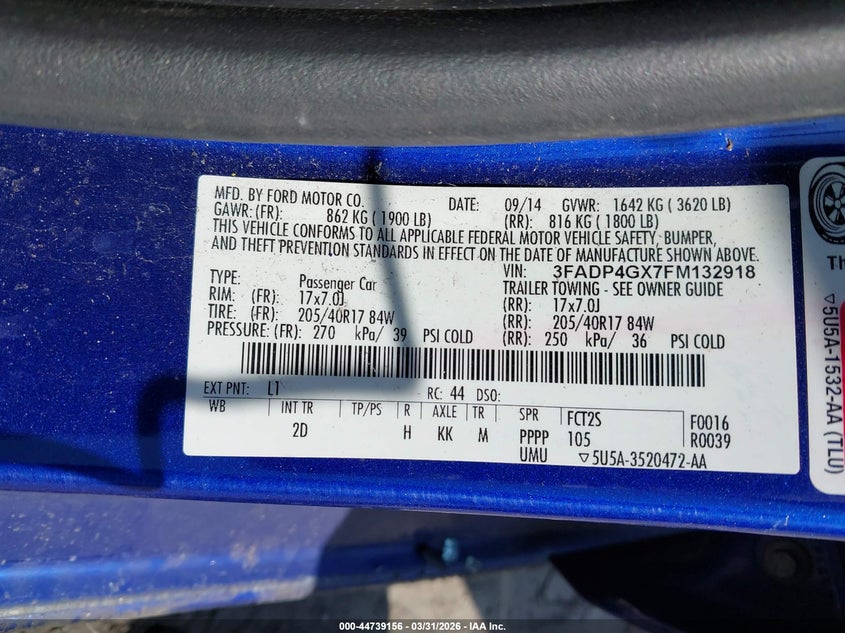 MFD. BY FORD MOTOR CO. DATE: 09/14 GVWR: 1642 KG ( 3620 LB)
GAWR: (FR): 862 KG ( 1900 LB) (RR): 816 KG ( 1800 LB)
THIS VEHICLE CONFORMS TO ALL APPLICABLE FEDERAL MOTOR VEHICLE SAFETY, BUMPER,
AND THEFT PREVENTION STANDARDS IN EFFECT ON THE DATE OF MANUFACTURE SHOWN ABOVE.
VIN: 3FADP4GX7FM132918
TYPE: Passenger Car TRAILER TOWING - SEE OWNER GUIDE
RIM: (FR): 17x7.0J (RR): 17x7.0J
TIRE: (FR): 205/40R17 84W (RR): 205/40R17 84W
PRESSURE: (FR): 270 kPa/ 39 PSI COLD (RR): 250 kPa/ 36 PSI COLD
EXT PNT: L1 RC: 44 DSO:
WB INT TR TP/PS R AXLE TR SPR FCT2S F0016
2D H KK M PPPP 105 R0039
UMU ▽5U5A-3520472-AA
Th
▽5U5A-1532-AA (TLU)
000-44739156 — 03/31/2026 — IAA Inc.